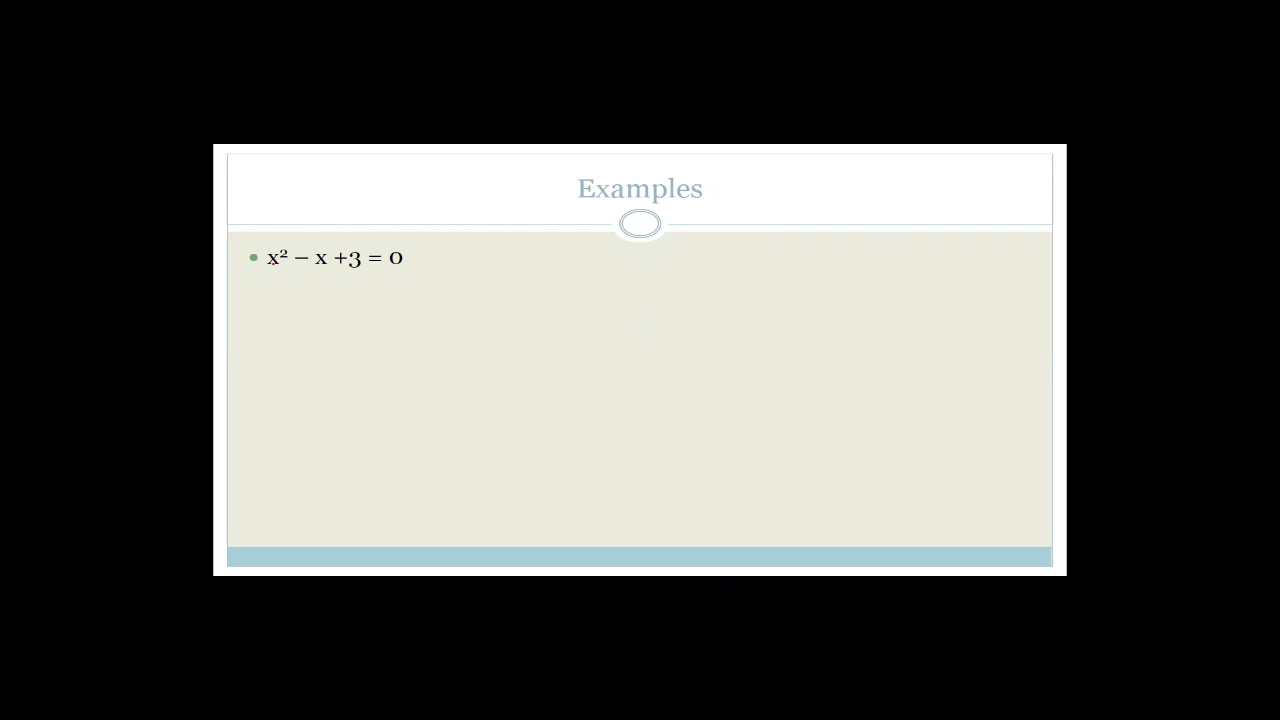 Examples
• x² – x +3 = 0